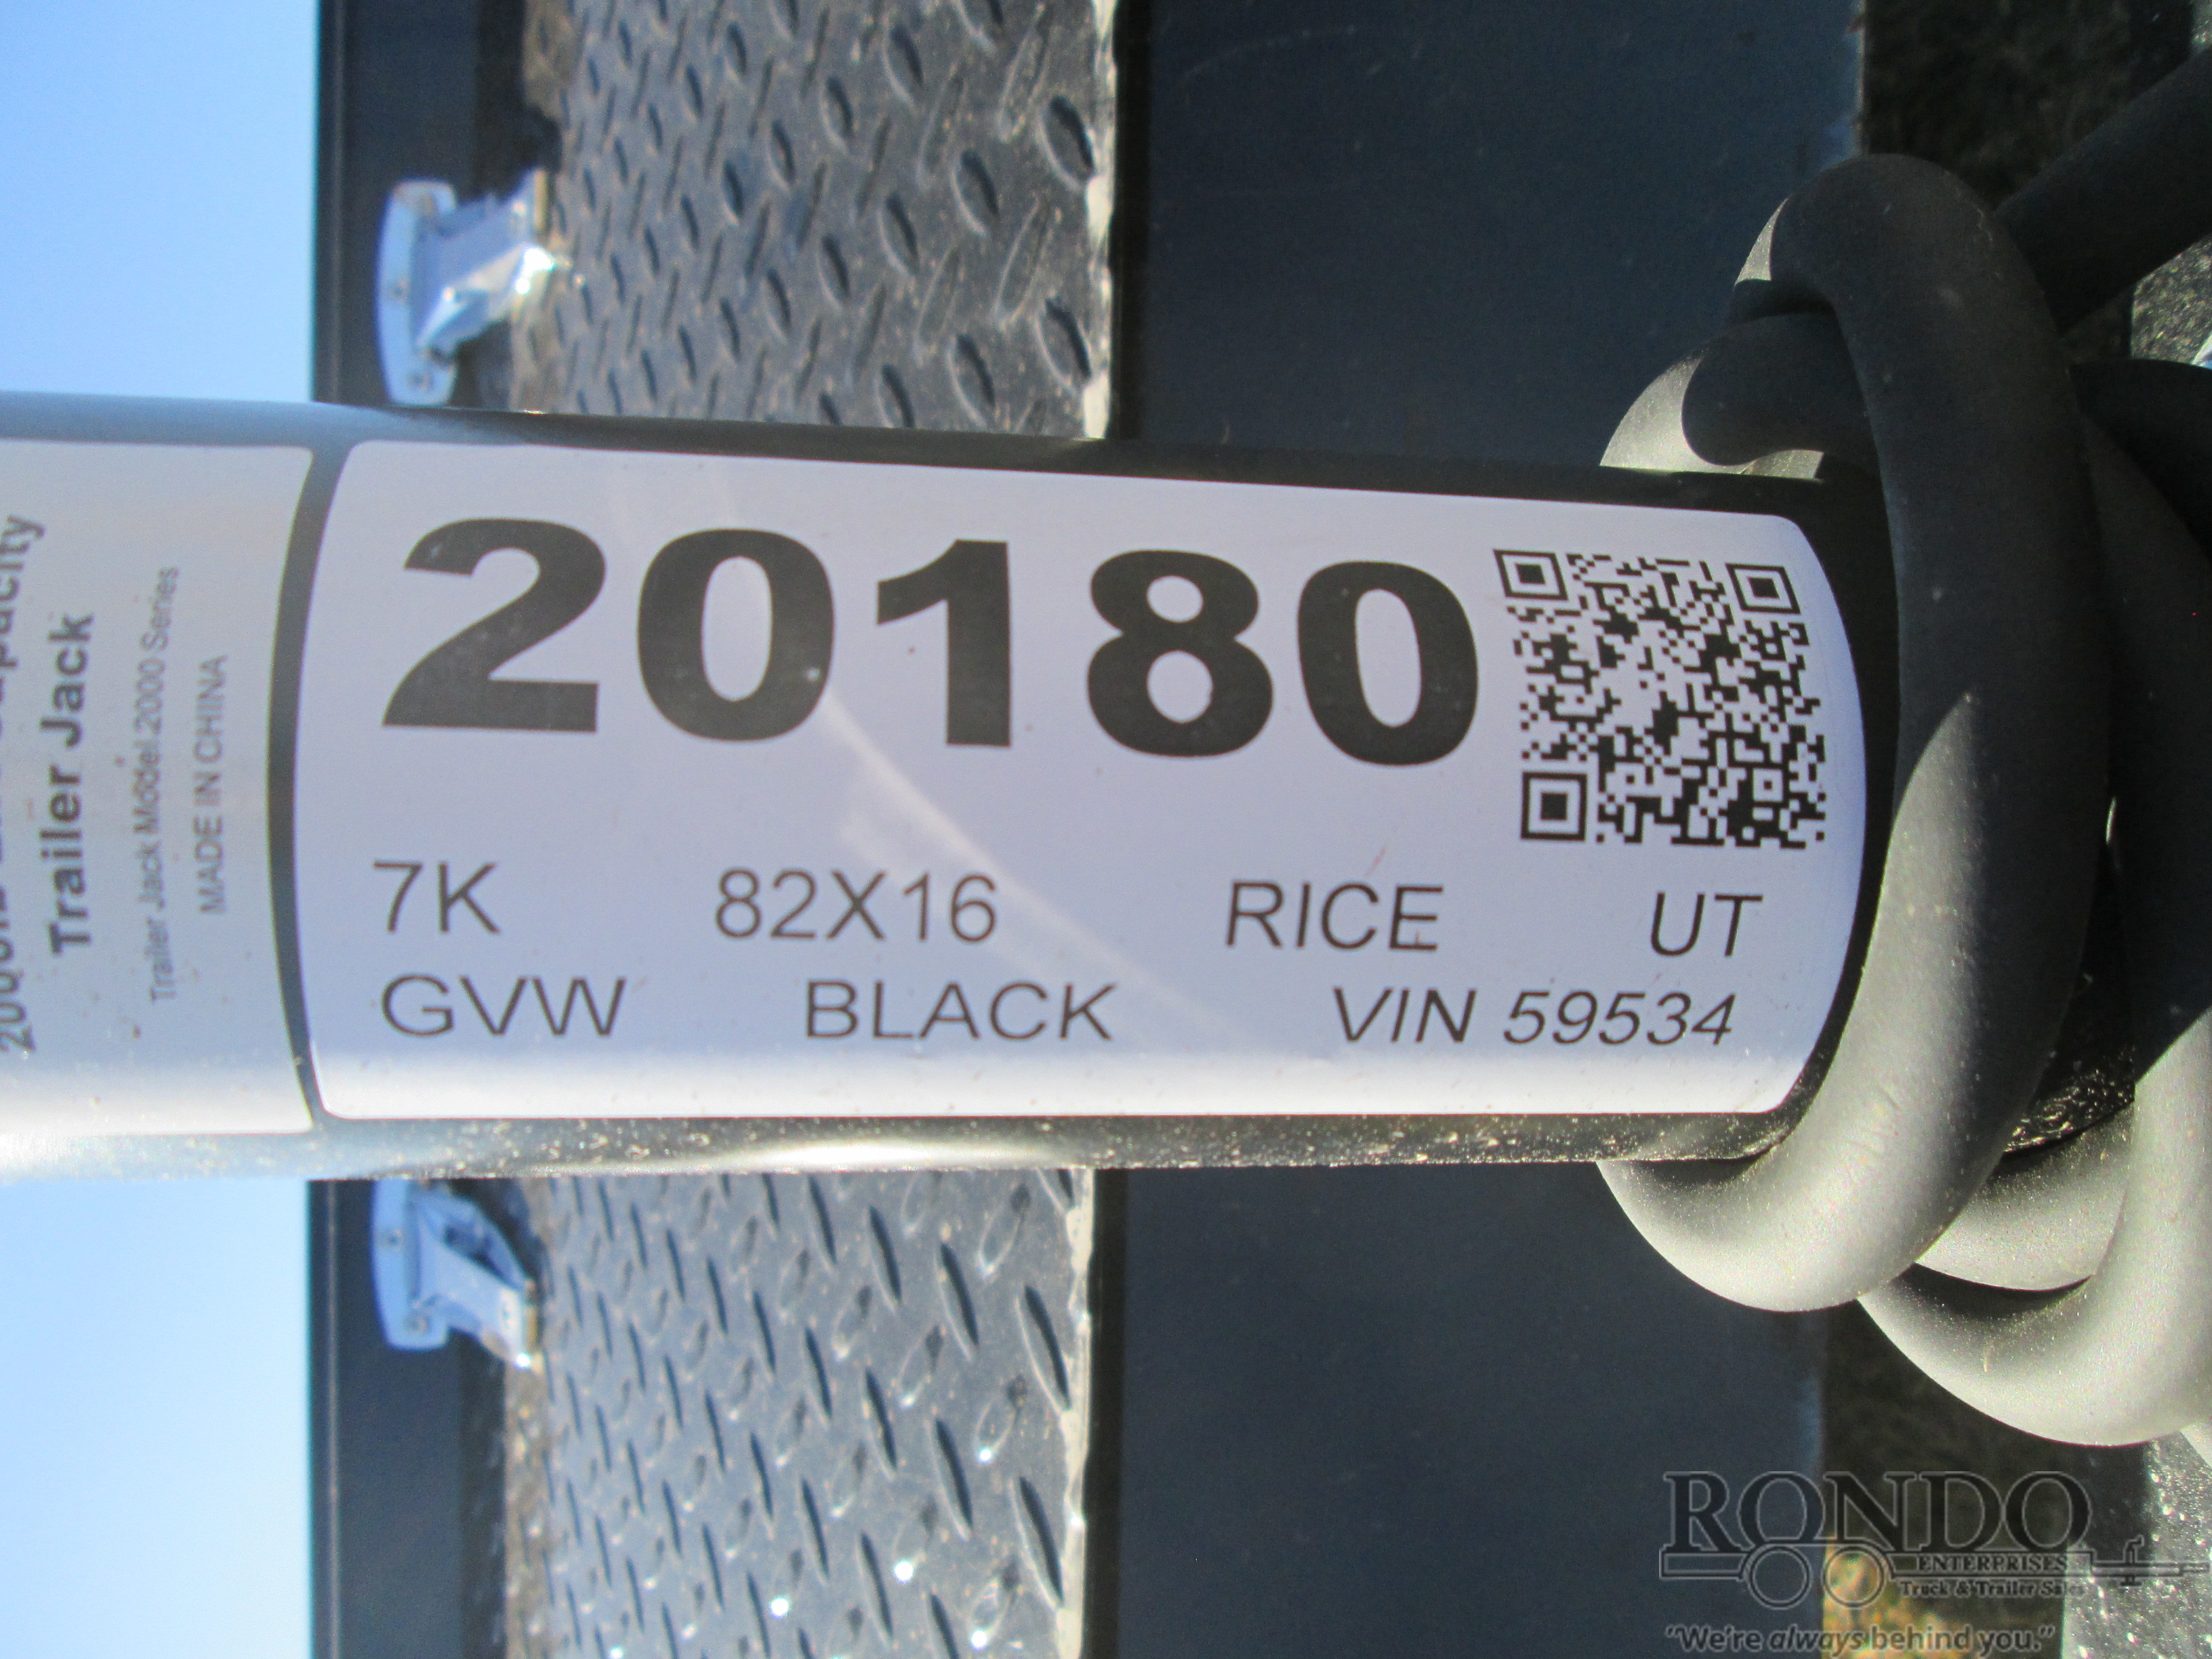 20180
7K 82X16 RICE UT
GVW BLACK VIN 59534
Trailer Jack
Trailer Jack Model 2000 Series
MADE IN CHINA
RONDO
ENTERPRISES
Truck & Trailer Sales
"We're always behind you."